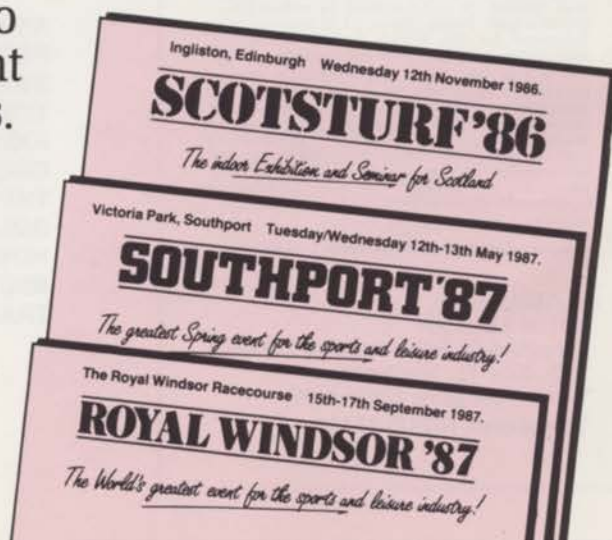 o
nt
s.
Ingliston, Edinburgh Wednesday 12th November 1986.
SCOTSTURF'86
The indoor Exhibition and Seminar for Scotland
Victoria Park, Southport Tuesday/Wednesday 12th-13th May 1987.
SOUTHPORT'87
The greatest Spring event for the sports and leisure industry!
The Royal Windsor Racecourse 15th-17th September 1987.
ROYAL WINDSOR '87
The World's greatest event for the sports and leisure industry!